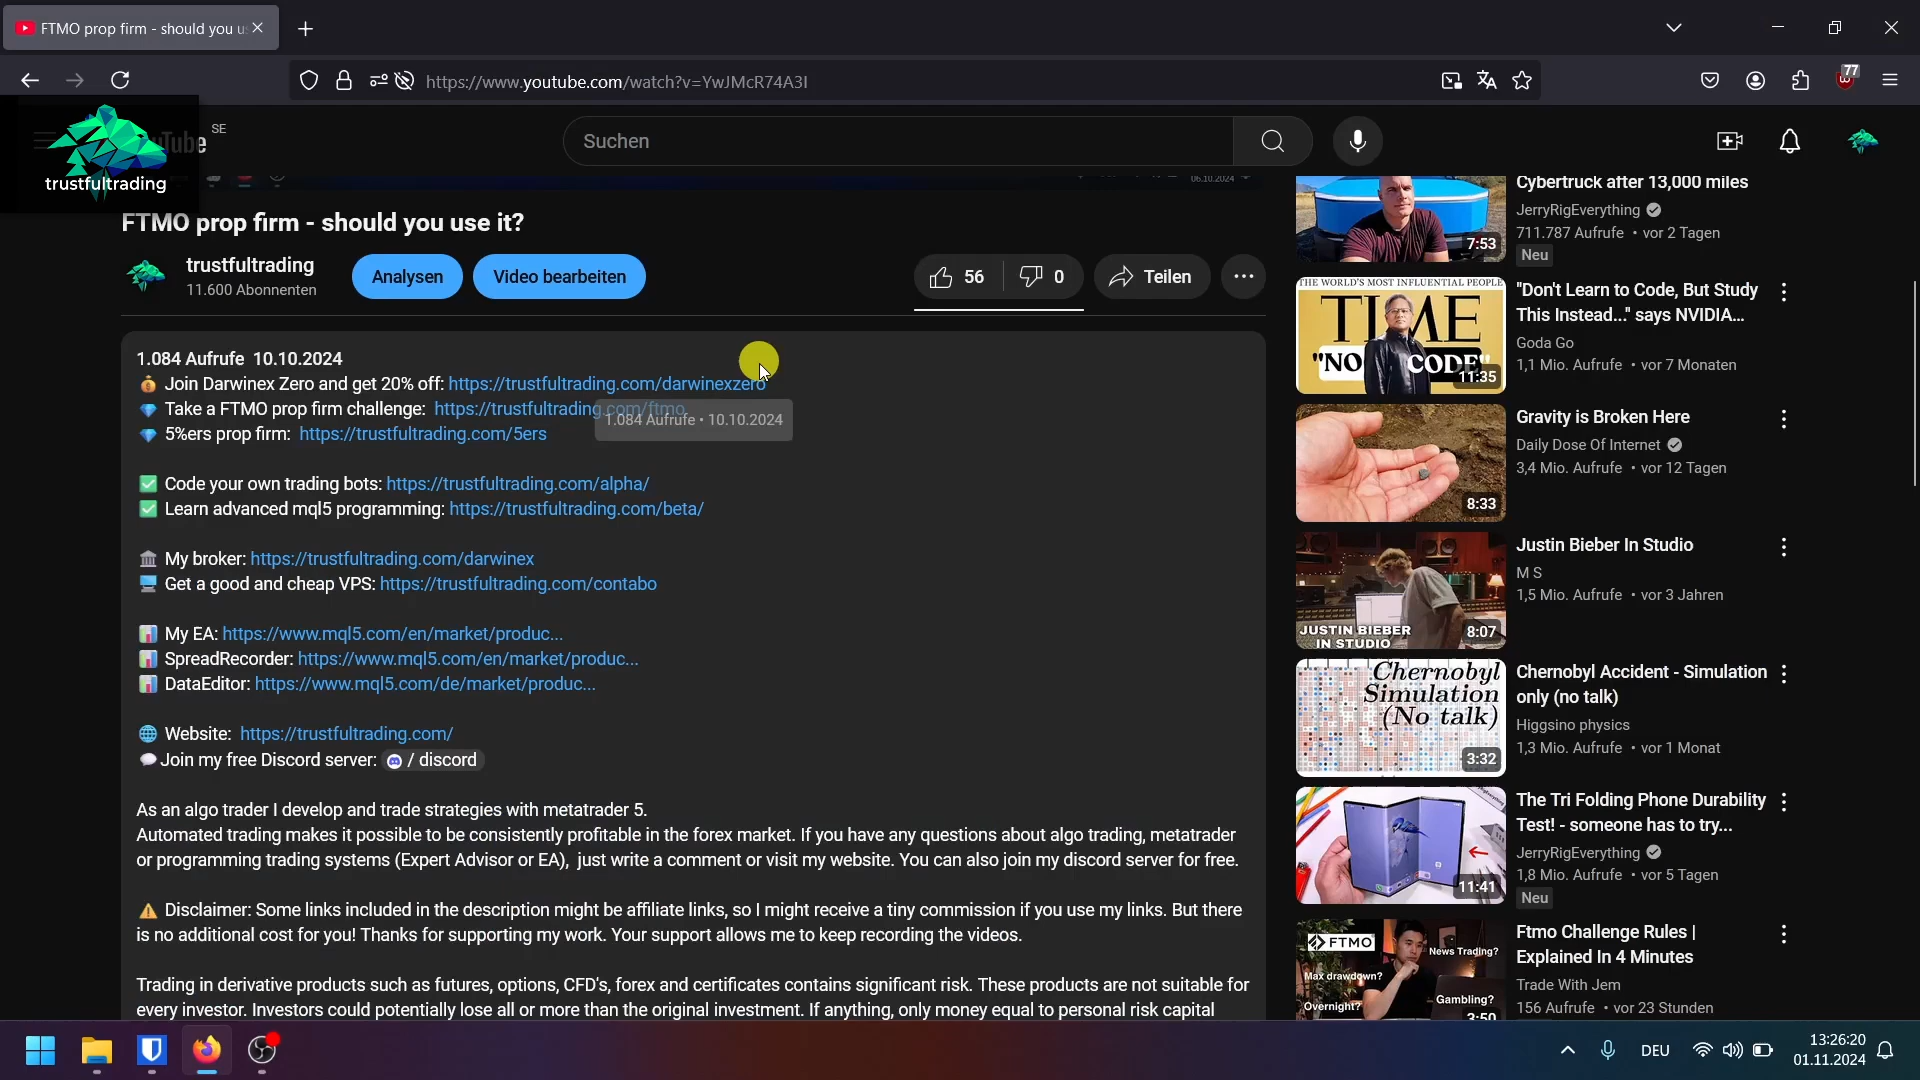 FTMO prop firm - should you u
https://www.youtube.com/watch?v=YwJMcR74A3I
77
SE
Suchen
trustfultrading
06.10.2024
FTMO prop firm - should you use it?
trustfultrading
11.600 Abonnenten
Analysen
Video bearbeiten
56
0
Teilen
1.084 Aufrufe 10.10.2024
💰 Join Darwinex Zero and get 20% off: https://trustfultrading.com/darwinexzero
💎 Take a FTMO prop firm challenge: https://trustfultrading.com/ftmo
1.084 Aufrufe • 10.10.2024
💎 5%ers prop firm: https://trustfultrading.com/5ers
✅ Code your own trading bots: https://trustfultrading.com/alpha/
✅ Learn advanced mql5 programming: https://trustfultrading.com/beta/
🏛 My broker: https://trustfultrading.com/darwinex
🖥 Get a good and cheap VPS: https://trustfultrading.com/contabo
📊 My EA: https://www.mql5.com/en/market/produc...
📊 SpreadRecorder: https://www.mql5.com/en/market/produc...
📊 DataEditor: https://www.mql5.com/de/market/produc...
🌐 Website: https://trustfultrading.com/
💬 Join my free Discord server: / discord
As an algo trader I develop and trade strategies with metatrader 5.
Automated trading makes it possible to be consistently profitable in the forex market. If you have any questions about algo trading, metatrader
or programming trading systems (Expert Advisor or EA), just write a comment or visit my website. You can also join my discord server for free.
⚠ Disclaimer: Some links included in the description might be affiliate links, so I might receive a tiny commission if you use my links. But there
is no additional cost for you! Thanks for supporting my work. Your support allows me to keep recording the videos.
Trading in derivative products such as futures, options, CFD's, forex and certificates contains significant risk. These products are not suitable for
every investor. Investors could potentially lose all or more than the original investment. If anything, only money equal to personal risk capital
7:53
Cybertruck after 13,000 miles
JerryRigEverything
711.787 Aufrufe • vor 2 Tagen
Neu
THE WORLD'S MOST INFLUENTIAL PEOPLE
TIME
"NO CODE"
11:35
"Don't Learn to Code, But Study
This Instead..." says NVIDIA...
Goda Go
1,1 Mio. Aufrufe • vor 7 Monaten
8:33
Gravity is Broken Here
Daily Dose Of Internet
3,4 Mio. Aufrufe • vor 12 Tagen
JUSTIN BIEBER
IN STUDIO
8:07
Justin Bieber In Studio
M S
1,5 Mio. Aufrufe • vor 3 Jahren
Chernobyl
Simulation
(No talk)
3:32
Chernobyl Accident - Simulation
only (no talk)
Higgsino physics
1,3 Mio. Aufrufe • vor 1 Monat
11:41
The Tri Folding Phone Durability
Test! - someone has to try...
JerryRigEverything
1,8 Mio. Aufrufe • vor 5 Tagen
Neu
FTMO
News Trading?
Max drawdown?
Gambling?
Overnight?
3:50
Ftmo Challenge Rules |
Explained In 4 Minutes
Trade With Jem
156 Aufrufe • vor 23 Stunden
DEU
13:26:20
01.11.2024